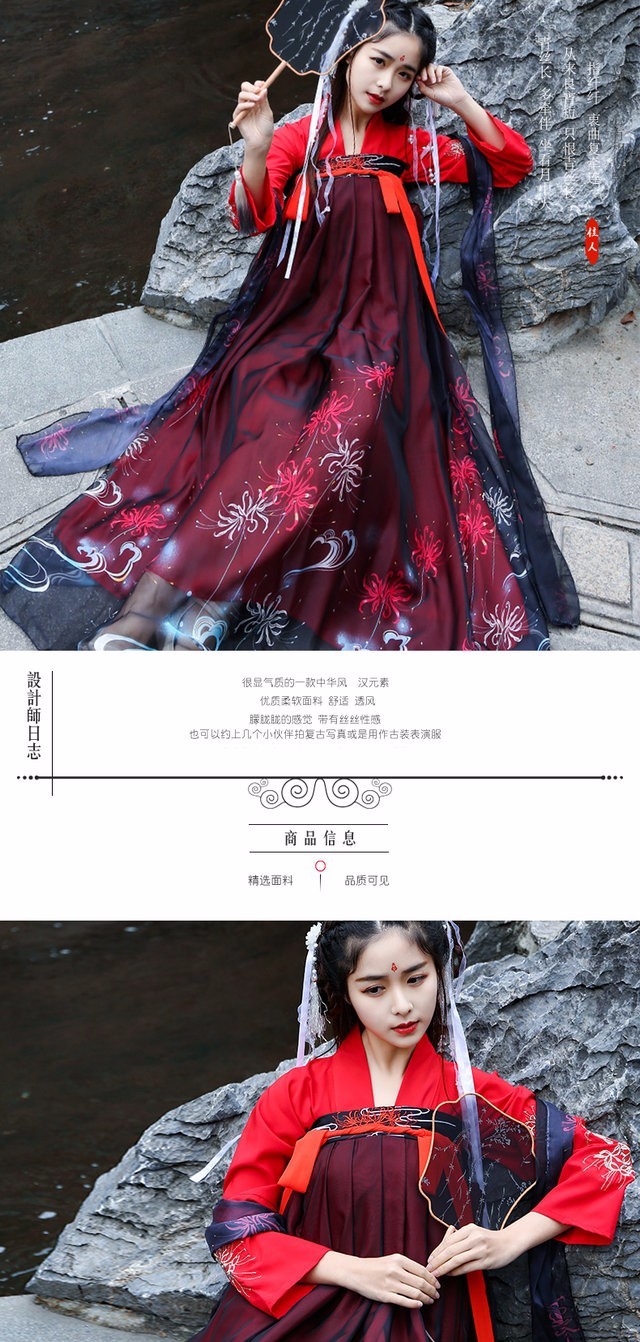 佳人
設計師日志
很显气质的一款中华风 汉元素
优质柔软面料 舒适 透风
朦胧胧的感觉 带有丝丝性感
也可以约上几个小伙伴拍复古写真或是用作古装表演服
商品信息
精选面料 品质可见